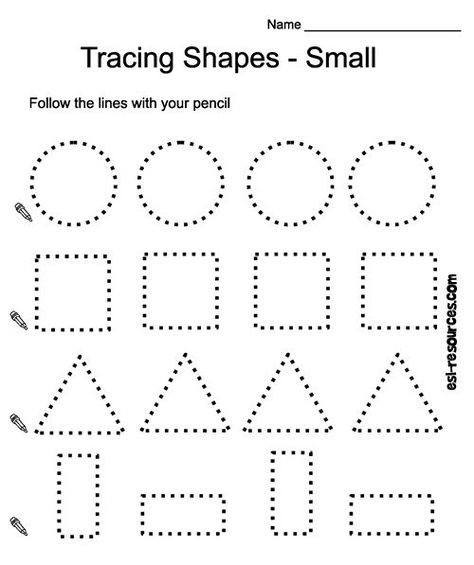 Name
Tracing Shapes - Small
Follow the lines with your pencil
esl-resources.com